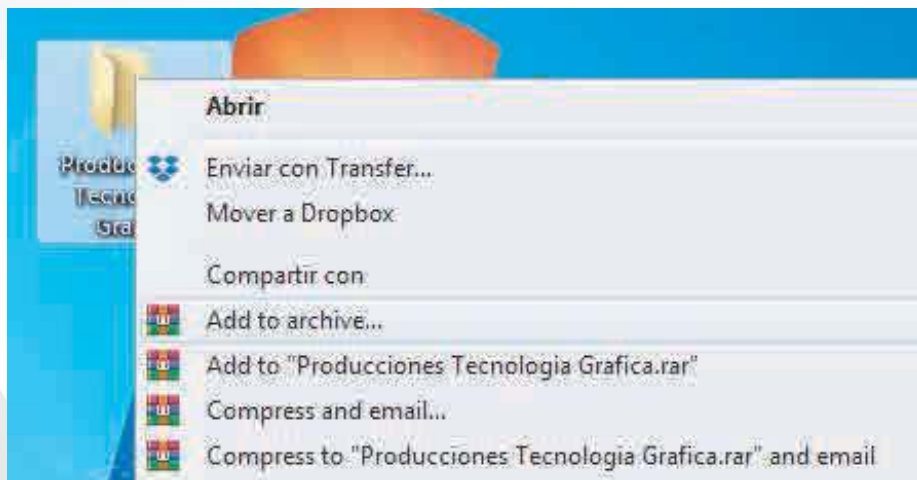 Abrir
Enviar con Transfer...
Mover a Dropbox
Compartir con
Add to archive...
Add to "Producciones Tecnologia Grafica.rar"
Compress and email...
Compress to "Producciones Tecnologia Grafica.rar" and email